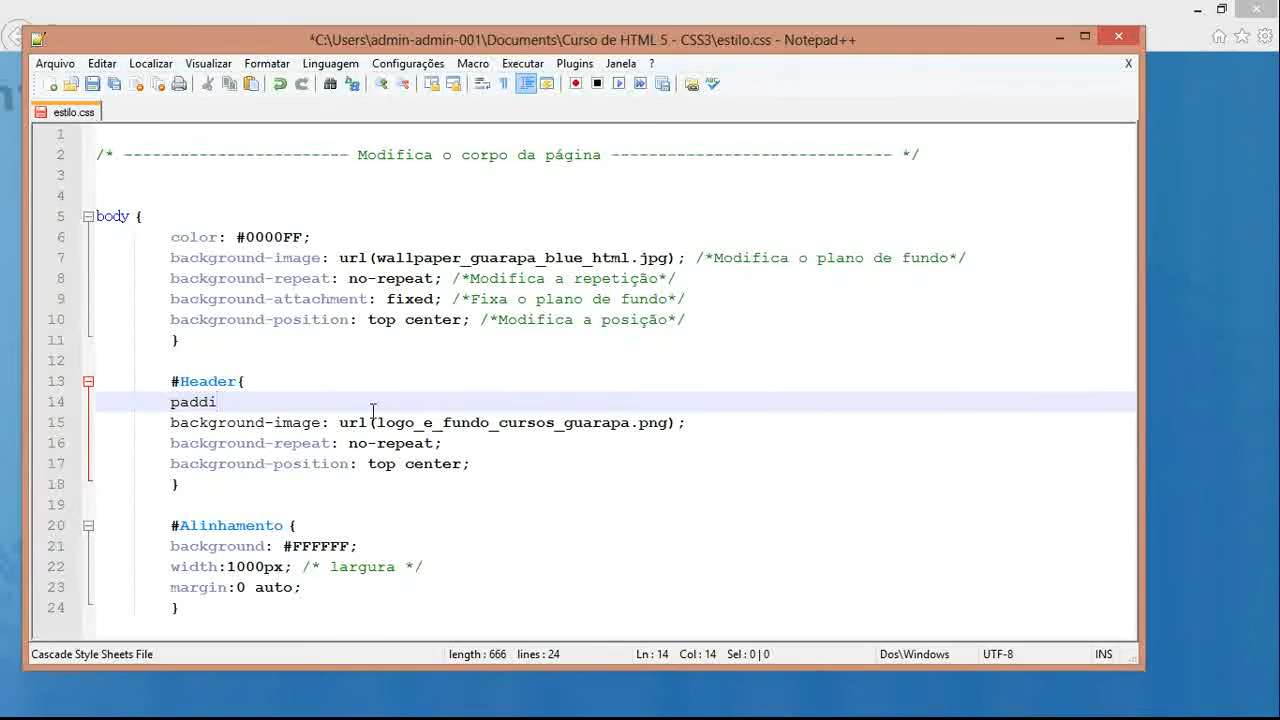 *C:\Users\admin-admin-001\Documents\Curso de HTML 5 - CSS3\estilo.css - Notepad++
Arquivo Editar Localizar Visualizar Formatar Linguagem Configurações Macro Executar Plugins Janela ? X
estilo.css
1
2 /* ------------------------ Modifica o corpo da página ------------------------------ */
3
4
5 body {
6 color: #0000FF;
7 background-image: url(wallpaper_guarapa_blue_html.jpg); /*Modifica o plano de fundo*/
8 background-repeat: no-repeat; /*Modifica a repetição*/
9 background-attachment: fixed; /*Fixa o plano de fundo*/
10 background-position: top center; /*Modifica a posição*/
11 }
12
13 #Header{
14 paddi
15 background-image: url(logo_e_fundo_cursos_guarapa.png);
16 background-repeat: no-repeat;
17 background-position: top center;
18 }
19
20 #Alinhamento {
21 background: #FFFFFF;
22 width:1000px; /* largura */
23 margin:0 auto;
24 }
Cascade Style Sheets File length : 666 lines : 24 Ln : 14 Col : 14 Sel : 0 | 0 Dos\Windows UTF-8 INS